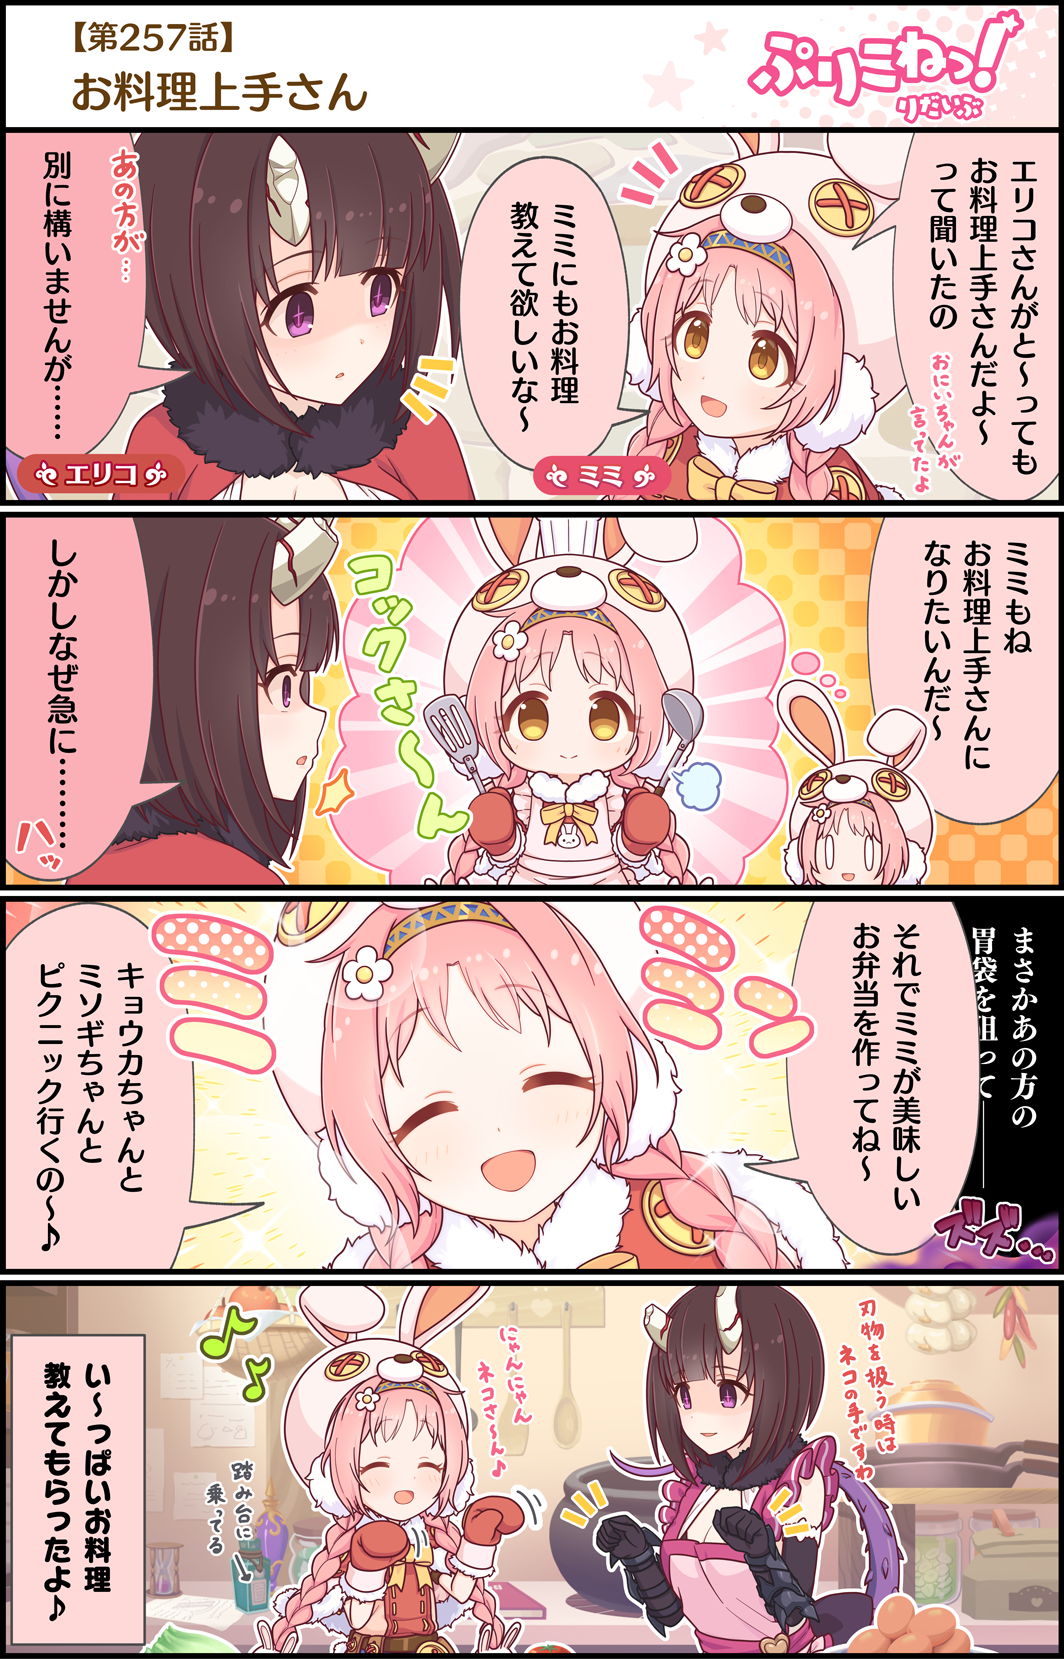 【第257話】
お料理上手さん
ぷりこねっ!
りだいぶ
エリコさんがと〜っても
お料理上手さんだよ〜
って聞いたの
おにいちゃんが
言ってたよ
ミミにもお料理
教えて欲しいな〜
ミミ
あの方が…
別に構いませんが……
エリコ
ミミもね
お料理上手さんに
なりたいんだ〜
コックさ〜ん
しかしなぜ急に………
ハッ
まさかあの方の
胃袋を狙って――
ズズ…
それでミミが美味しい
お弁当を作ってね〜
キョウカちゃんと
ミソギちゃんと
ピクニック行くの〜♪
刃物を扱う時は
ネコの手ですわ
にゃんにゃん
ネコさ〜ん♪
踏み台に
乗ってる
い〜っぱいお料理
教えてもらったよ♪